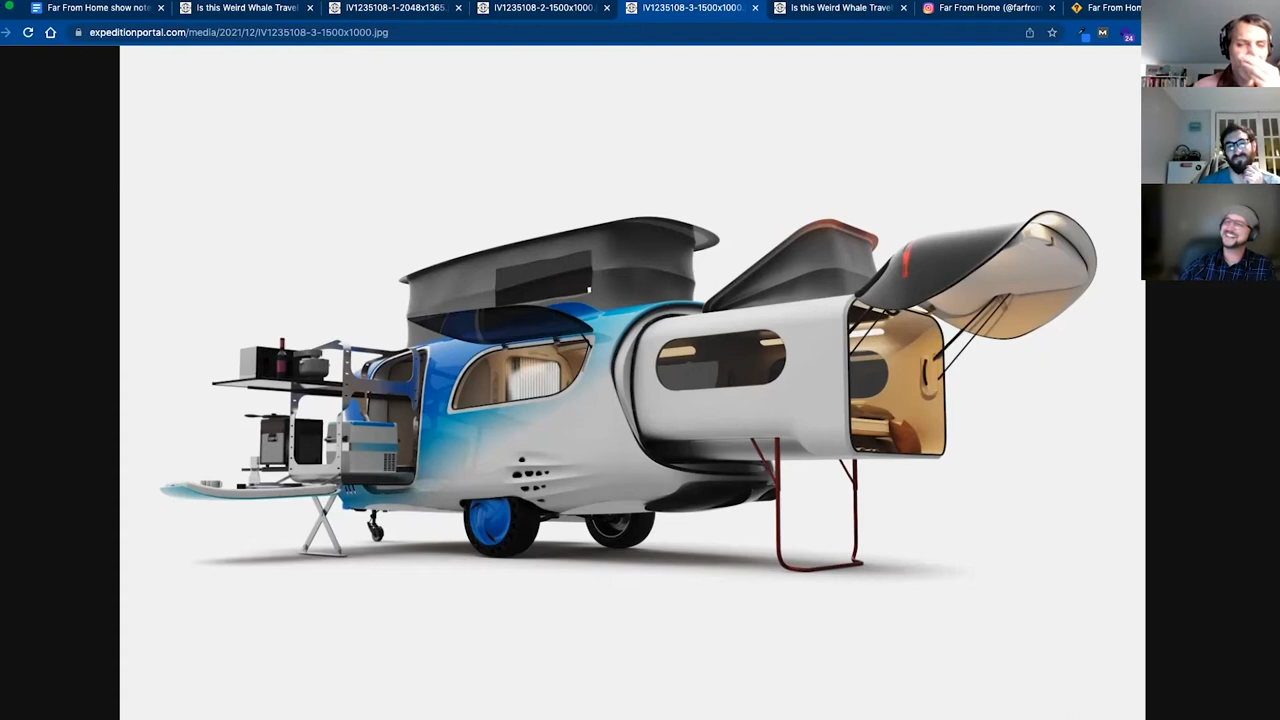 Far From Home show note
Is this Weird Whale Travel
IV1235108-1-2048x1365.
IV1235108-2-1500x1000.
IV1235108-3-1500x1000.
Is this Weird Whale Travel
Far From Home (@farfrom
Far From Hom
expeditionportal.com/media/2021/12/IV1235108-3-1500x1000.jpg
M
24